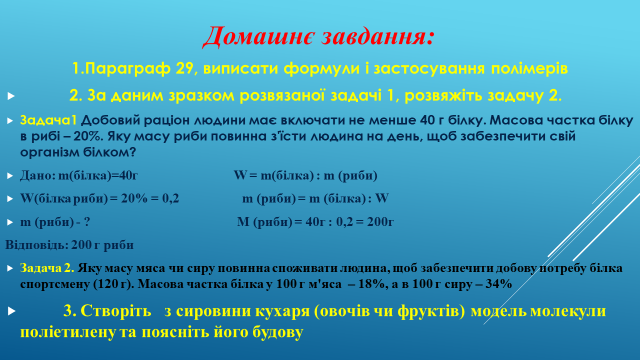 Домашнє завдання:
1.Параграф 29, виписати формули і застосування полімерів
2. За даним зразком розвязаної задачі 1, розвяжіть задачу 2.
Задача1 Добовий раціон людини має включати не менше 40 г білку. Масова частка білку
в рибі – 20%. Яку масу риби повинна з'їсти людина на день, щоб забезпечити свій
організм білком?
Дано: m(білка)=40г W = m(білка) : m (риби)
W(білка риби) = 20% = 0,2 m (риби) = m (білка) : W
m (риби) - ? M (риби) = 40г : 0,2 = 200г
Відповідь: 200 г риби
Задача 2. Яку масу мяса чи сиру повинна споживати людина, щоб забезпечити добову потребу білка
спортсмену (120 г). Масова частка білка у 100 г м'яса – 18%, а в 100 г сиру – 34%
3. Створіть з сировини кухаря (овочів чи фруктів) модель молекули
поліетилену та поясніть його будову